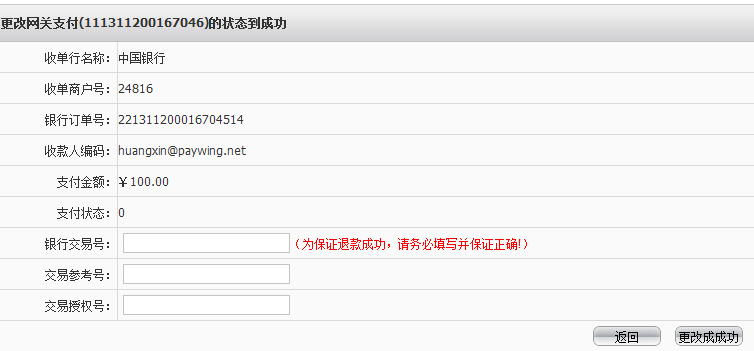 更改网关支付(111311200167046)的状态到成功
收单行名称: 中国银行
收单商户号: 24816
银行订单号: 221311200016704514
收款人编码: huangxin@paywing.net
支付金额: ￥100.00
支付状态: 0
银行交易号: （为保证退款成功，请务必填写并保证正确!）
交易参考号:
交易授权号:
返回 更改成成功